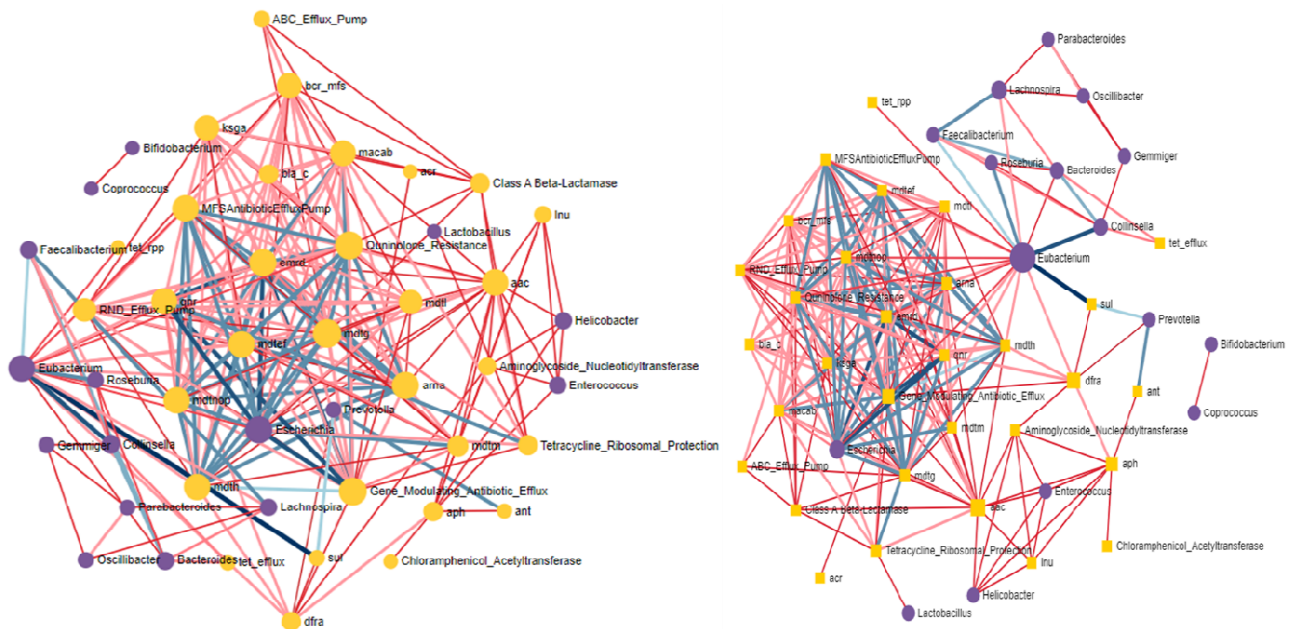 ABC_Efflux_Pump
bcr_mfs
ksga
Bifidobacterium
macab
bla_c
acr
Class A Beta-Lactamase
Coprococcus
MFSAntibioticEffluxPump
lnu
Lactobacillus
Faecalibacterium
tet_rpp
Quninolone_Resistance
emrd
aac
qnr
mdtl
RND_Efflux_Pump
Helicobacter
mdtg
mdtef
Eubacterium
Aminoglycoside_Nucleotidyltransferase
Roseburia
arna
Enterococcus
mdtnop
Prevotella
Escherichia
Gemmiger
Collinsella
mdtm
Tetracycline_Ribosomal_Protection
mdth
Gene_Modulating_Antibiotic_Efflux
Parabacteroides
Lachnospira
aph
ant
Oscillibacter
Bacteroides
tet_efflux
sul
Chloramphenicol_Acetyltransferase
dfra
Parabacteroides
Lachnospira
Oscillibacter
tet_rpp
Faecalibacterium
MFSAntibioticEffluxPump
Roseburia
Bacteroides
Gemmiger
mdtef
mdtl
bcr_mfs
Collinsella
tet_efflux
mdtnop
Eubacterium
RND_Efflux_Pump
arna
Quninolone_Resistance
sul
emrd
Prevotella
bla_c
mdth
Bifidobacterium
qnr
ksga
dfra
ant
Gene_Modulating_Antibiotic_Efflux
macab
Coprococcus
mdtm
Aminoglycoside_Nucleotidyltransferase
Escherichia
ABC_Efflux_Pump
aph
mdtg
Enterococcus
Class A Beta-Lactamase
aac
Chloramphenicol_Acetyltransferase
Tetracycline_Ribosomal_Protection
lnu
acr
Helicobacter
Lactobacillus